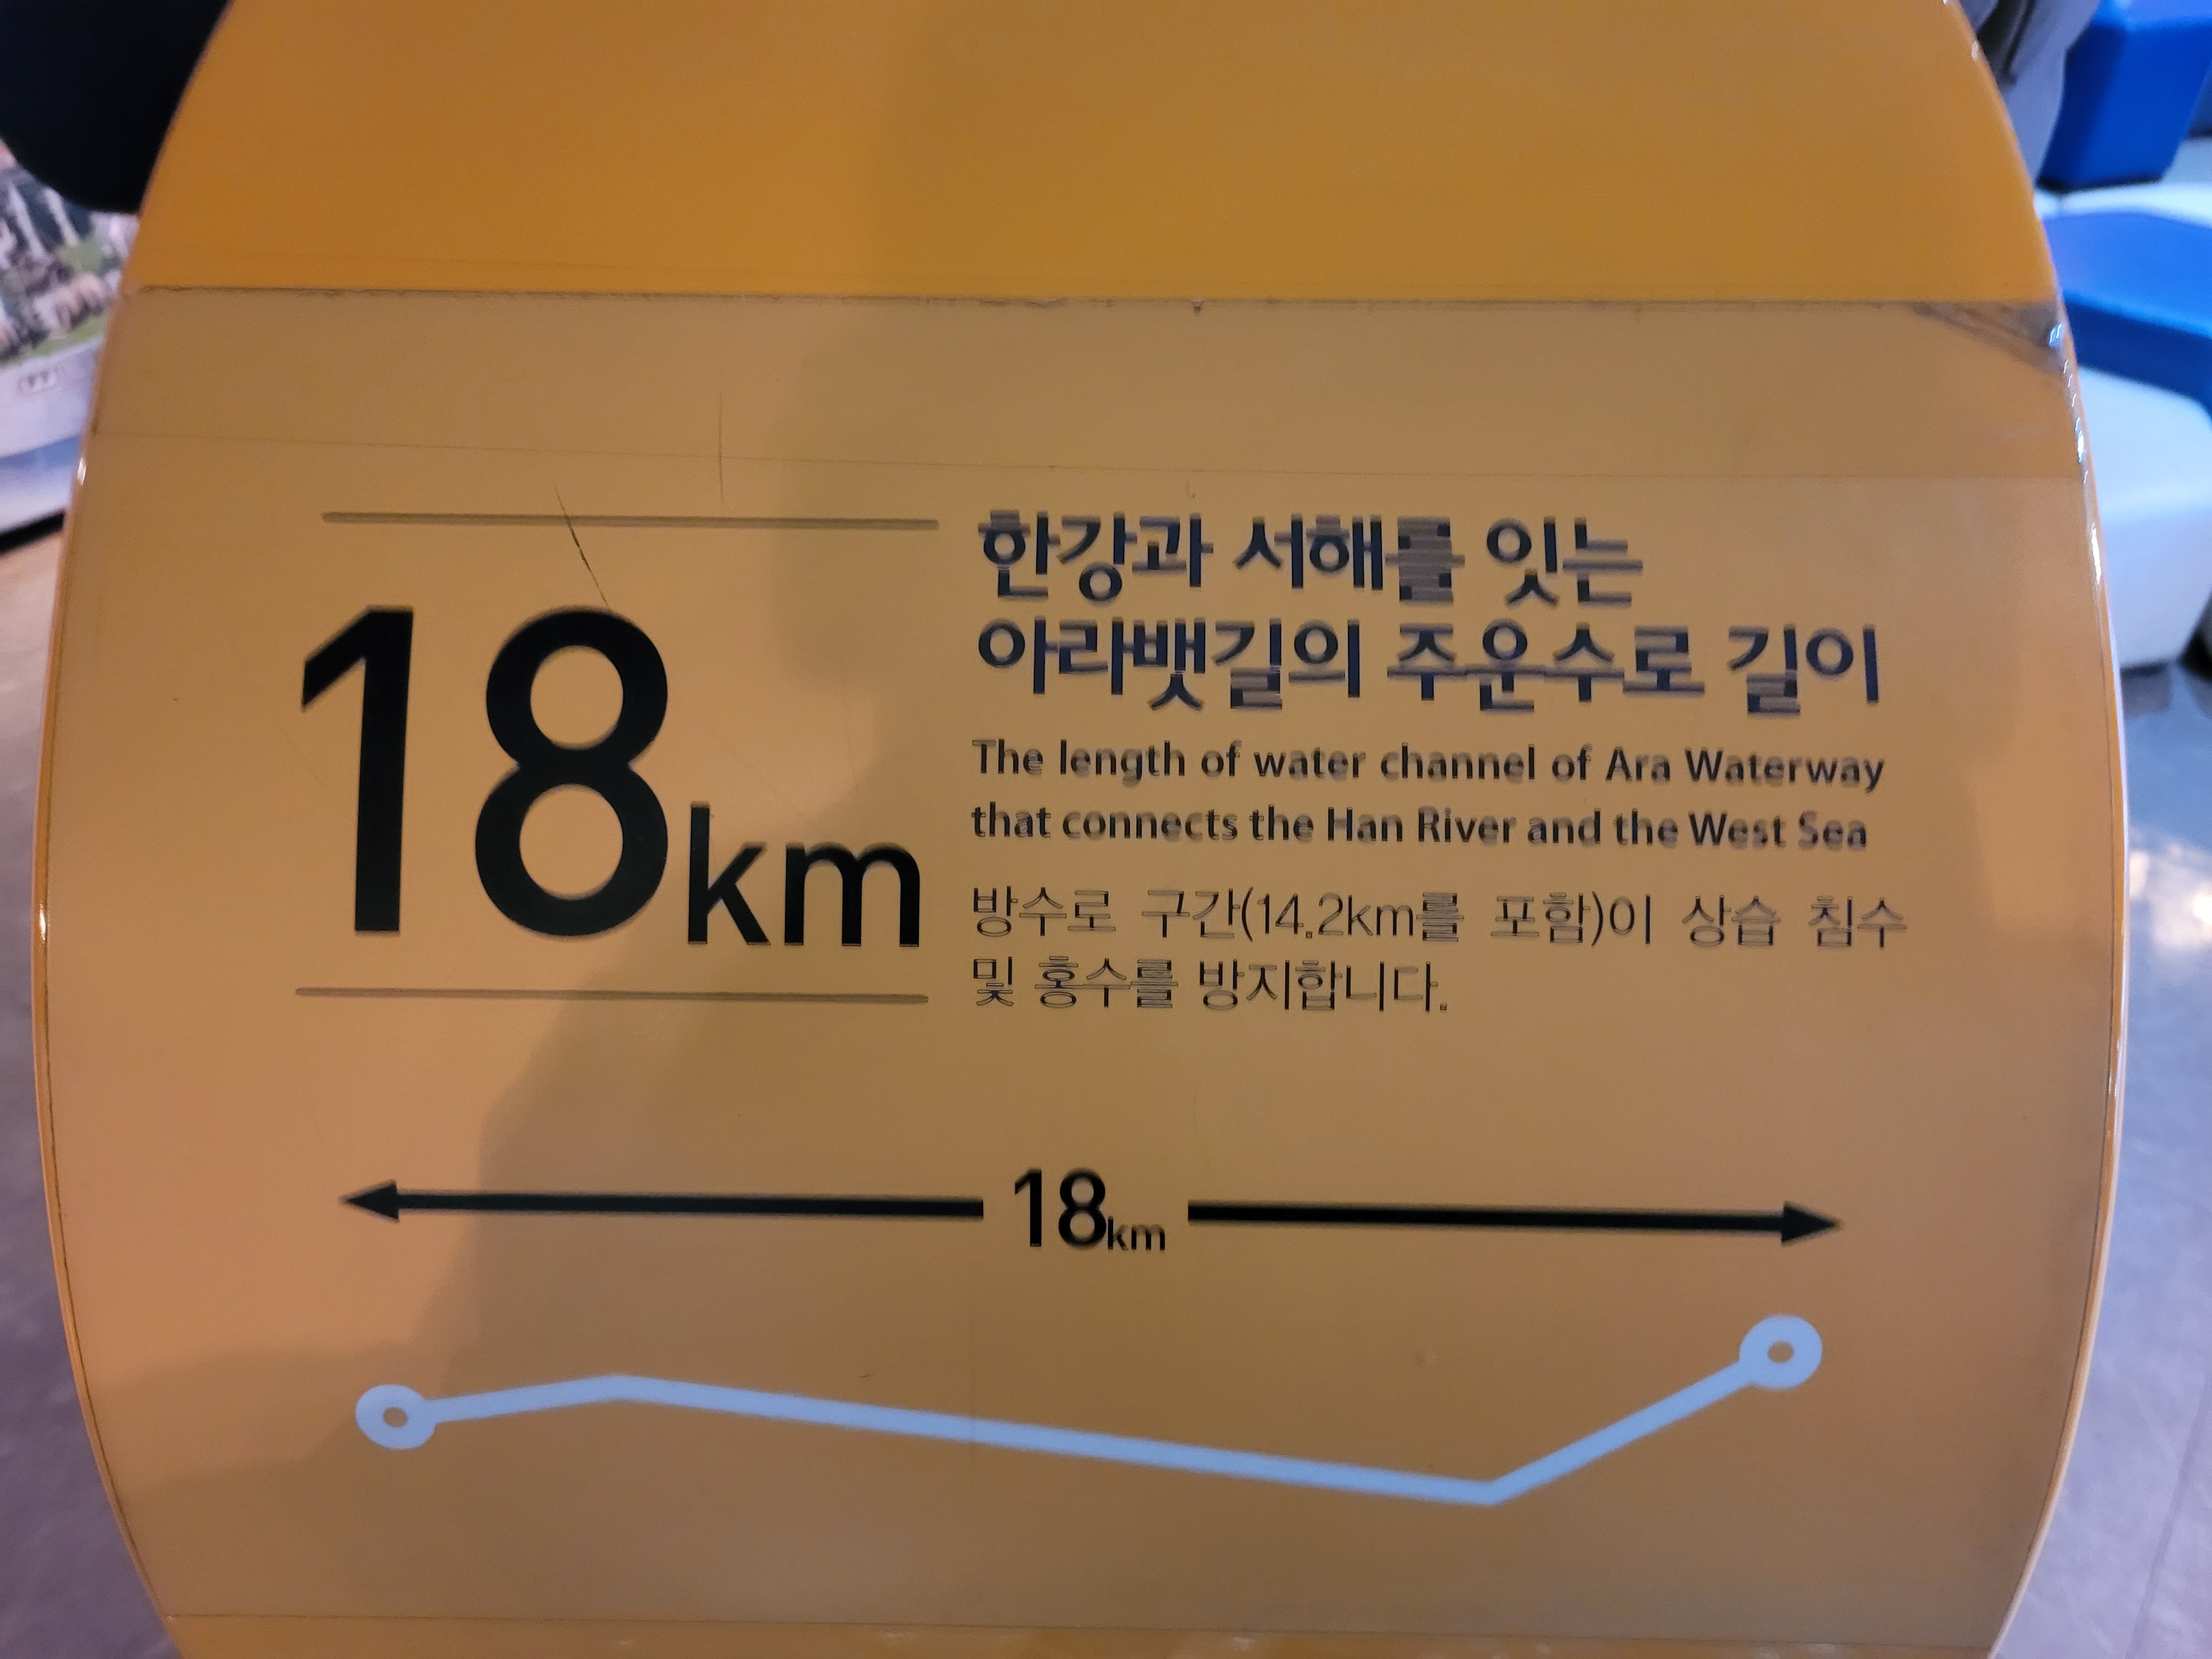 18km
한강과 서해를 잇는
아라뱃길의 주운수로 길이
The length of water channel of Ara Waterway
that connects the Han River and the West Sea
방수로 구간(14.2km를 포함)이 상습 침수
및 홍수를 방지합니다.
18km